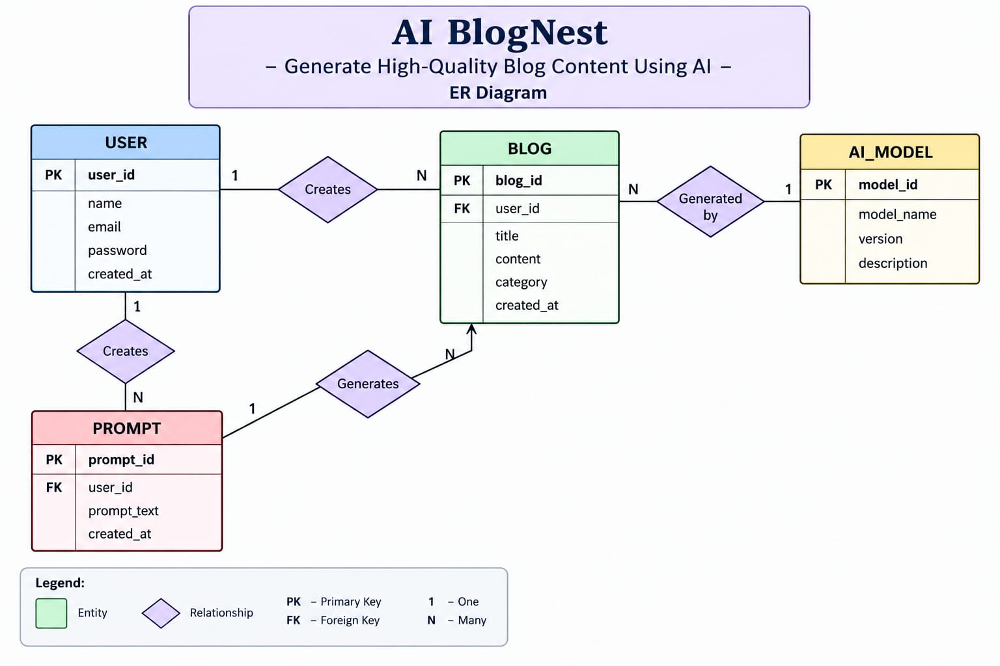 AI BlogNest
– Generate High-Quality Blog Content Using AI –
ER Diagram
USER
PK user_id
name
email
password
created_at
1
Creates
N
BLOG
PK blog_id
FK user_id
title
content
category
created_at
N
Generated
by
1
AI_MODEL
PK model_id
model_name
version
description
1
Creates
N
PROMPT
PK prompt_id
FK user_id
prompt_text
created_at
1
Generates
N
Legend:
Entity
Relationship
PK – Primary Key
FK – Foreign Key
1 – One
N – Many